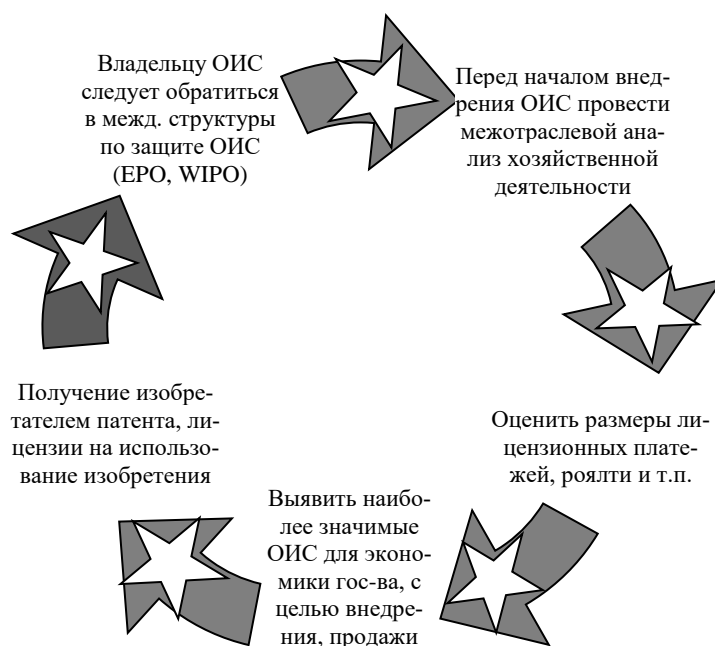 Владельцу ОИС
следует обратиться
в меж. структуры
по защите ОИС
(EPO, WIPO)
Перед началом внед-
рения ОИС провести
межотраслевой ана-
лиз хозяйственной
деятельности
Оценить размеры ли-
цензионных плате-
жей, роялти и т.п.
Выявить наибо-
лее значимые
ОИС для эконо-
мики гос-ва, с
целью внедре-
ния, продажи
Получение изобре-
тателем патента, ли-
цензии на использо-
вание изобретения